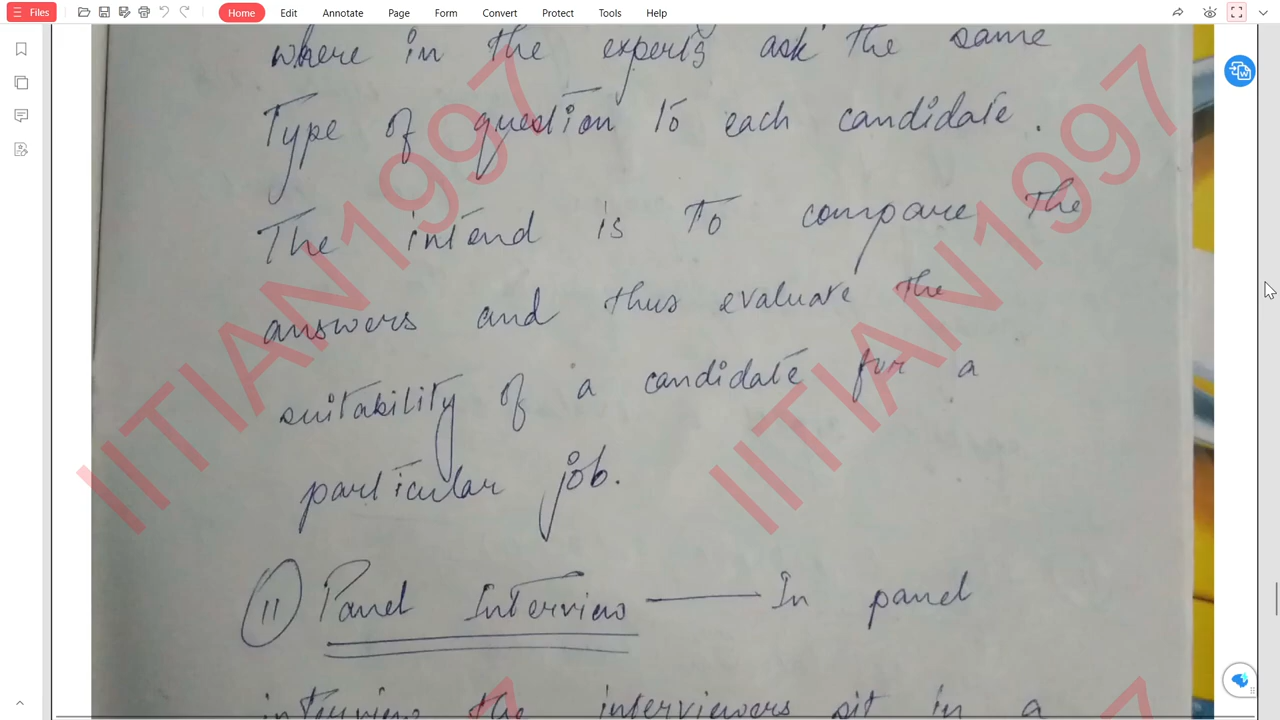 Files
Home
Edit
Annotate
Page
Form
Convert
Protect
Tools
Help
where in the experts ask the same
Type of question to each candidate.
The intend is To compare the
answers and thus evaluate the
suitability of a candidate for a
particular job.
(11) Panel Interview — In panel
interview the interviewers sit in a
IITIAN1997
IITIAN1997